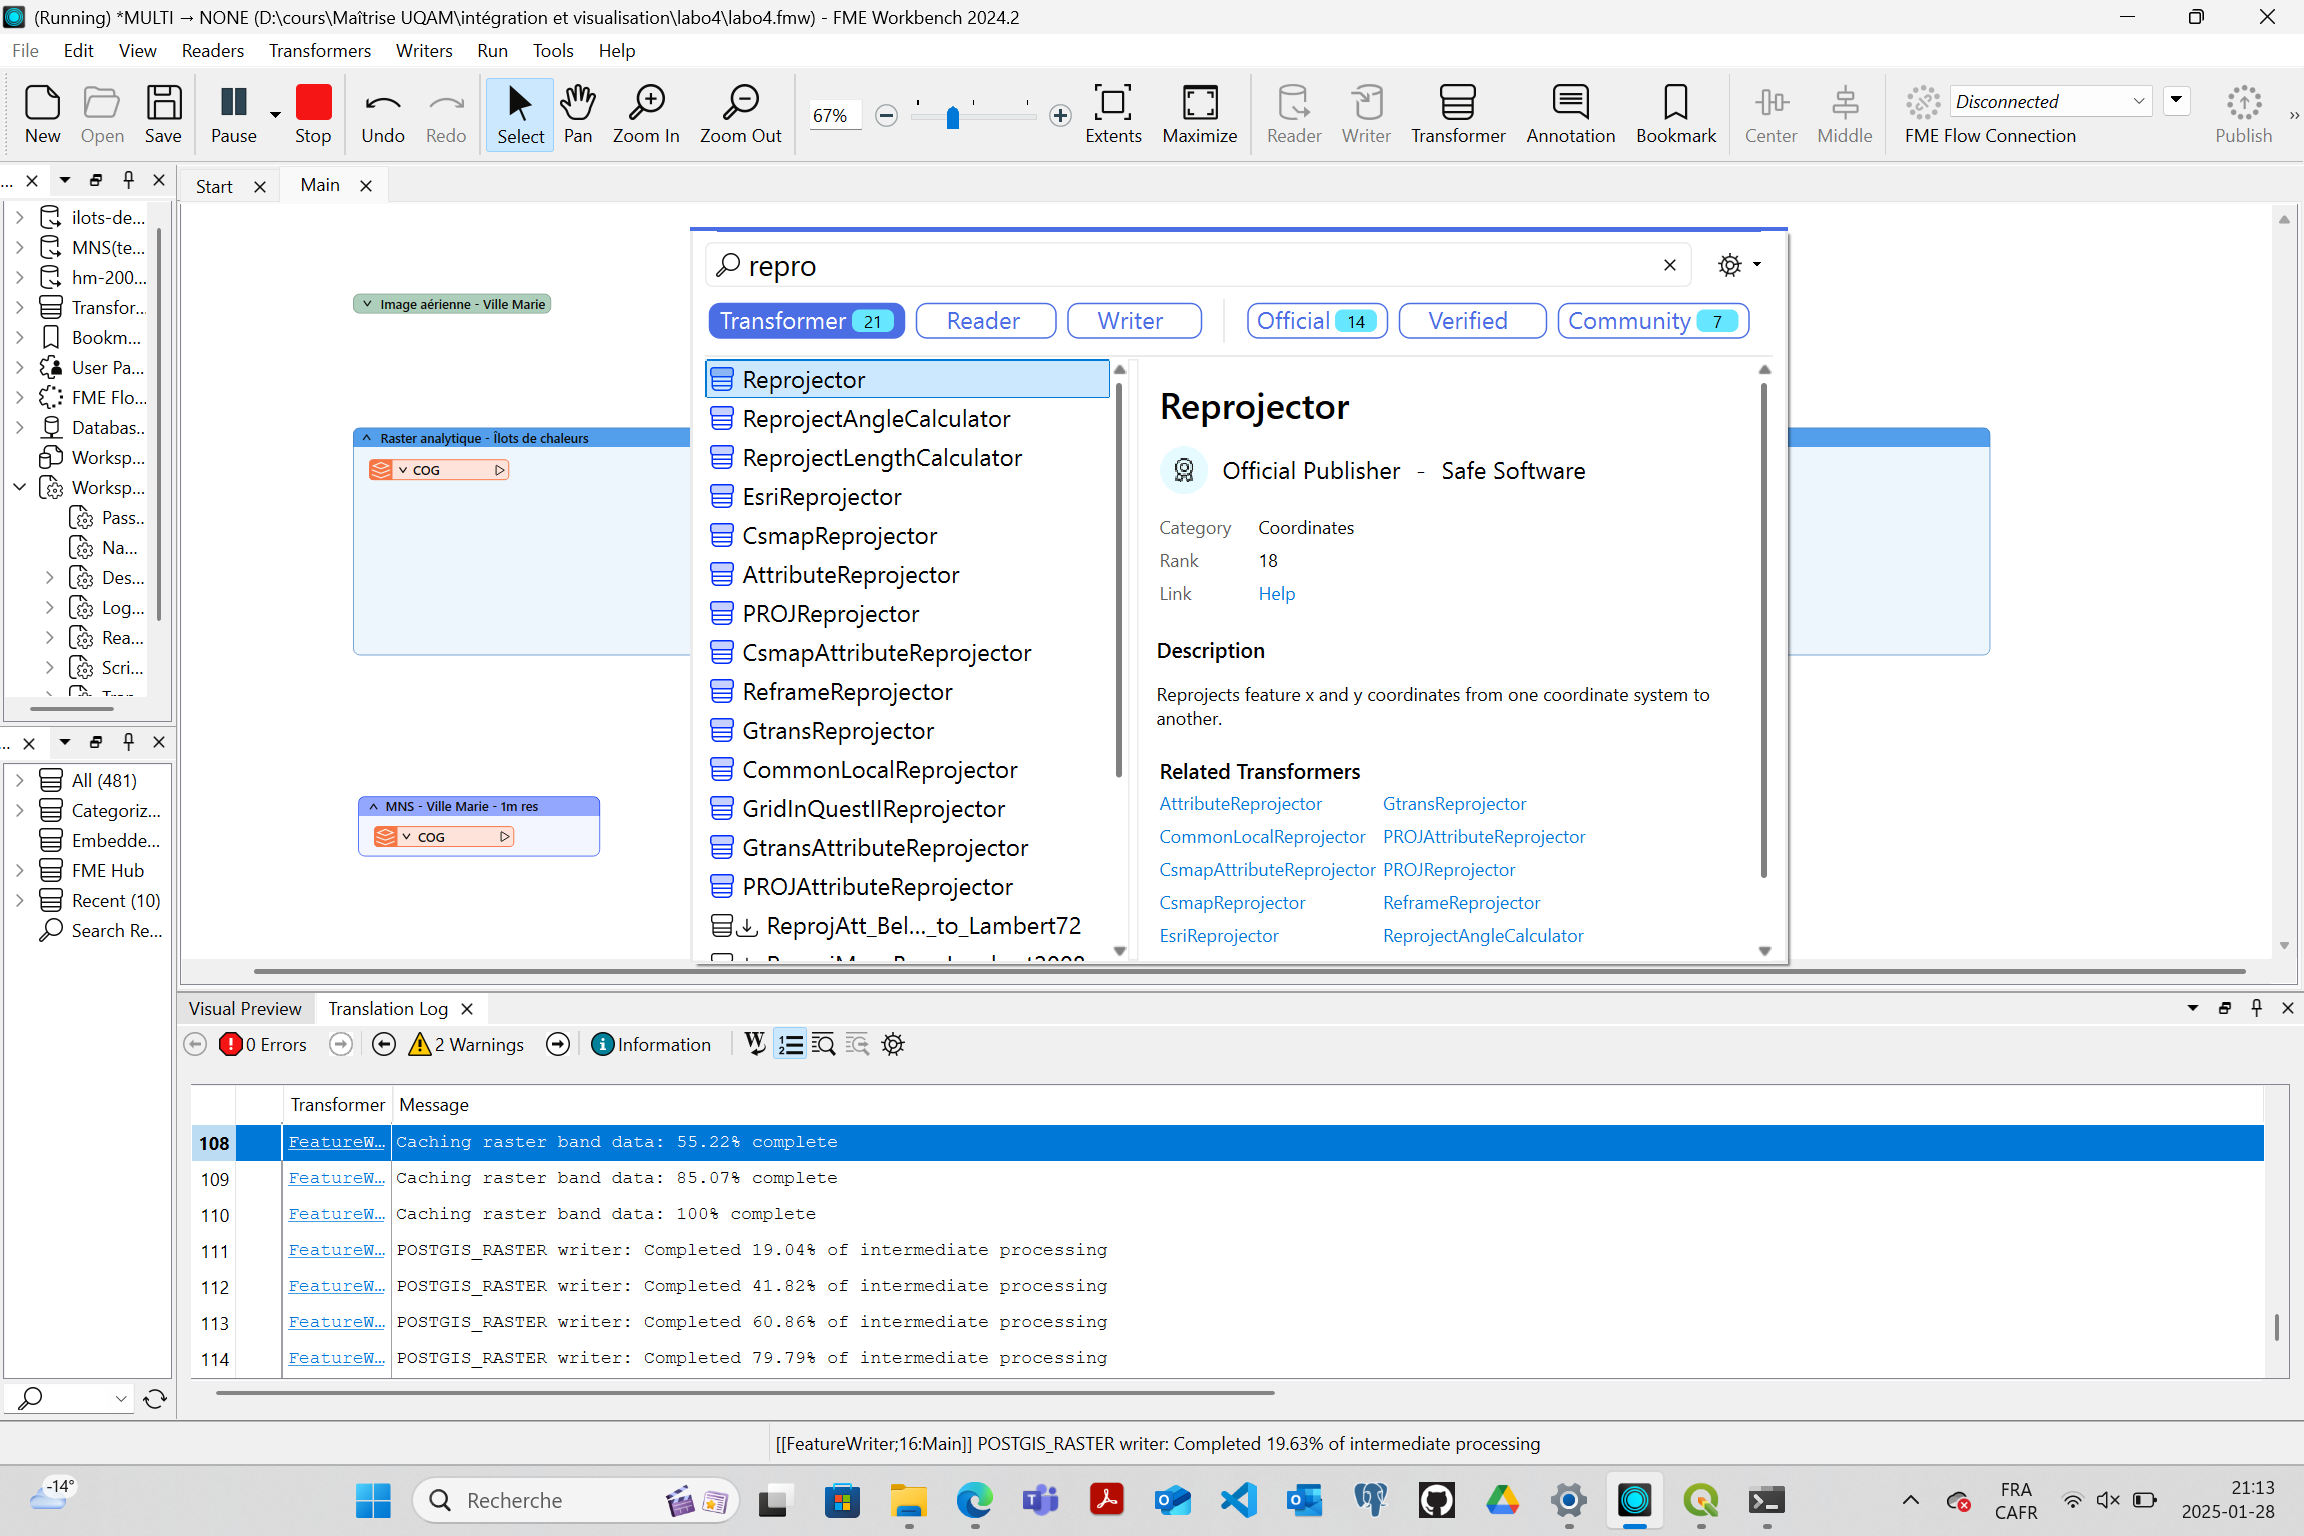 (Running) *MULTI → NONE (D:\cours\Maîtrise UQAM\intégration et visualisation\labo4\labo4.fmw) - FME Workbench 2024.2
File Edit View Readers Transformers Writers Run Tools Help
New Open Save Pause Stop Undo Redo Select Pan Zoom In Zoom Out 67% Extents Maximize Reader Writer Transformer Annotation Bookmark Center Middle Disconnected FME Flow Connection Publish »
...
Start Main
ilots-de...
MNS(te...
hm-200...
Transfor...
Bookm...
User Pa...
FME Flo...
Databas...
Worksp...
Worksp...
Pass...
Na...
Des...
Log...
Rea...
Scri...
...
All (481)
Categoriz...
Embedde...
FME Hub
Recent (10)
Search Re...
Image aérienne - Ville Marie
Raster analytique - Îlots de chaleurs
COG
MNS - Ville Marie - 1m res
COG
repro
Transformer 21 Reader Writer Official 14 Verified Community 7
Reprojector
ReprojectAngleCalculator
ReprojectLengthCalculator
EsriReprojector
CsmapReprojector
AttributeReprojector
PROJReprojector
CsmapAttributeReprojector
ReframeReprojector
GtransReprojector
CommonLocalReprojector
GridInQuestIIReprojector
GtransAttributeReprojector
PROJAttributeReprojector
ReprojAtt_Bel..._to_Lambert72
Reprojector
Official Publisher - Safe Software
Category Coordinates
Rank 18
Link Help
Description
Reprojects feature x and y coordinates from one coordinate system to
another.
Related Transformers
AttributeReprojector GtransReprojector
CommonLocalReprojector PROJAttributeReprojector
CsmapAttributeReprojector PROJReprojector
CsmapReprojector ReframeReprojector
EsriReprojector ReprojectAngleCalculator
Visual Preview Translation Log
0 Errors 2 Warnings Information
Transformer Message
108 FeatureW... Caching raster band data: 55.22% complete
109 FeatureW... Caching raster band data: 85.07% complete
110 FeatureW... Caching raster band data: 100% complete
111 FeatureW... POSTGIS_RASTER writer: Completed 19.04% of intermediate processing
112 FeatureW... POSTGIS_RASTER writer: Completed 41.82% of intermediate processing
113 FeatureW... POSTGIS_RASTER writer: Completed 60.86% of intermediate processing
114 FeatureW... POSTGIS_RASTER writer: Completed 79.79% of intermediate processing
[[FeatureWriter;16:Main]] POSTGIS_RASTER writer: Completed 19.63% of intermediate processing
-14°
Recherche
FRA
CAFR
21:13
2025-01-28